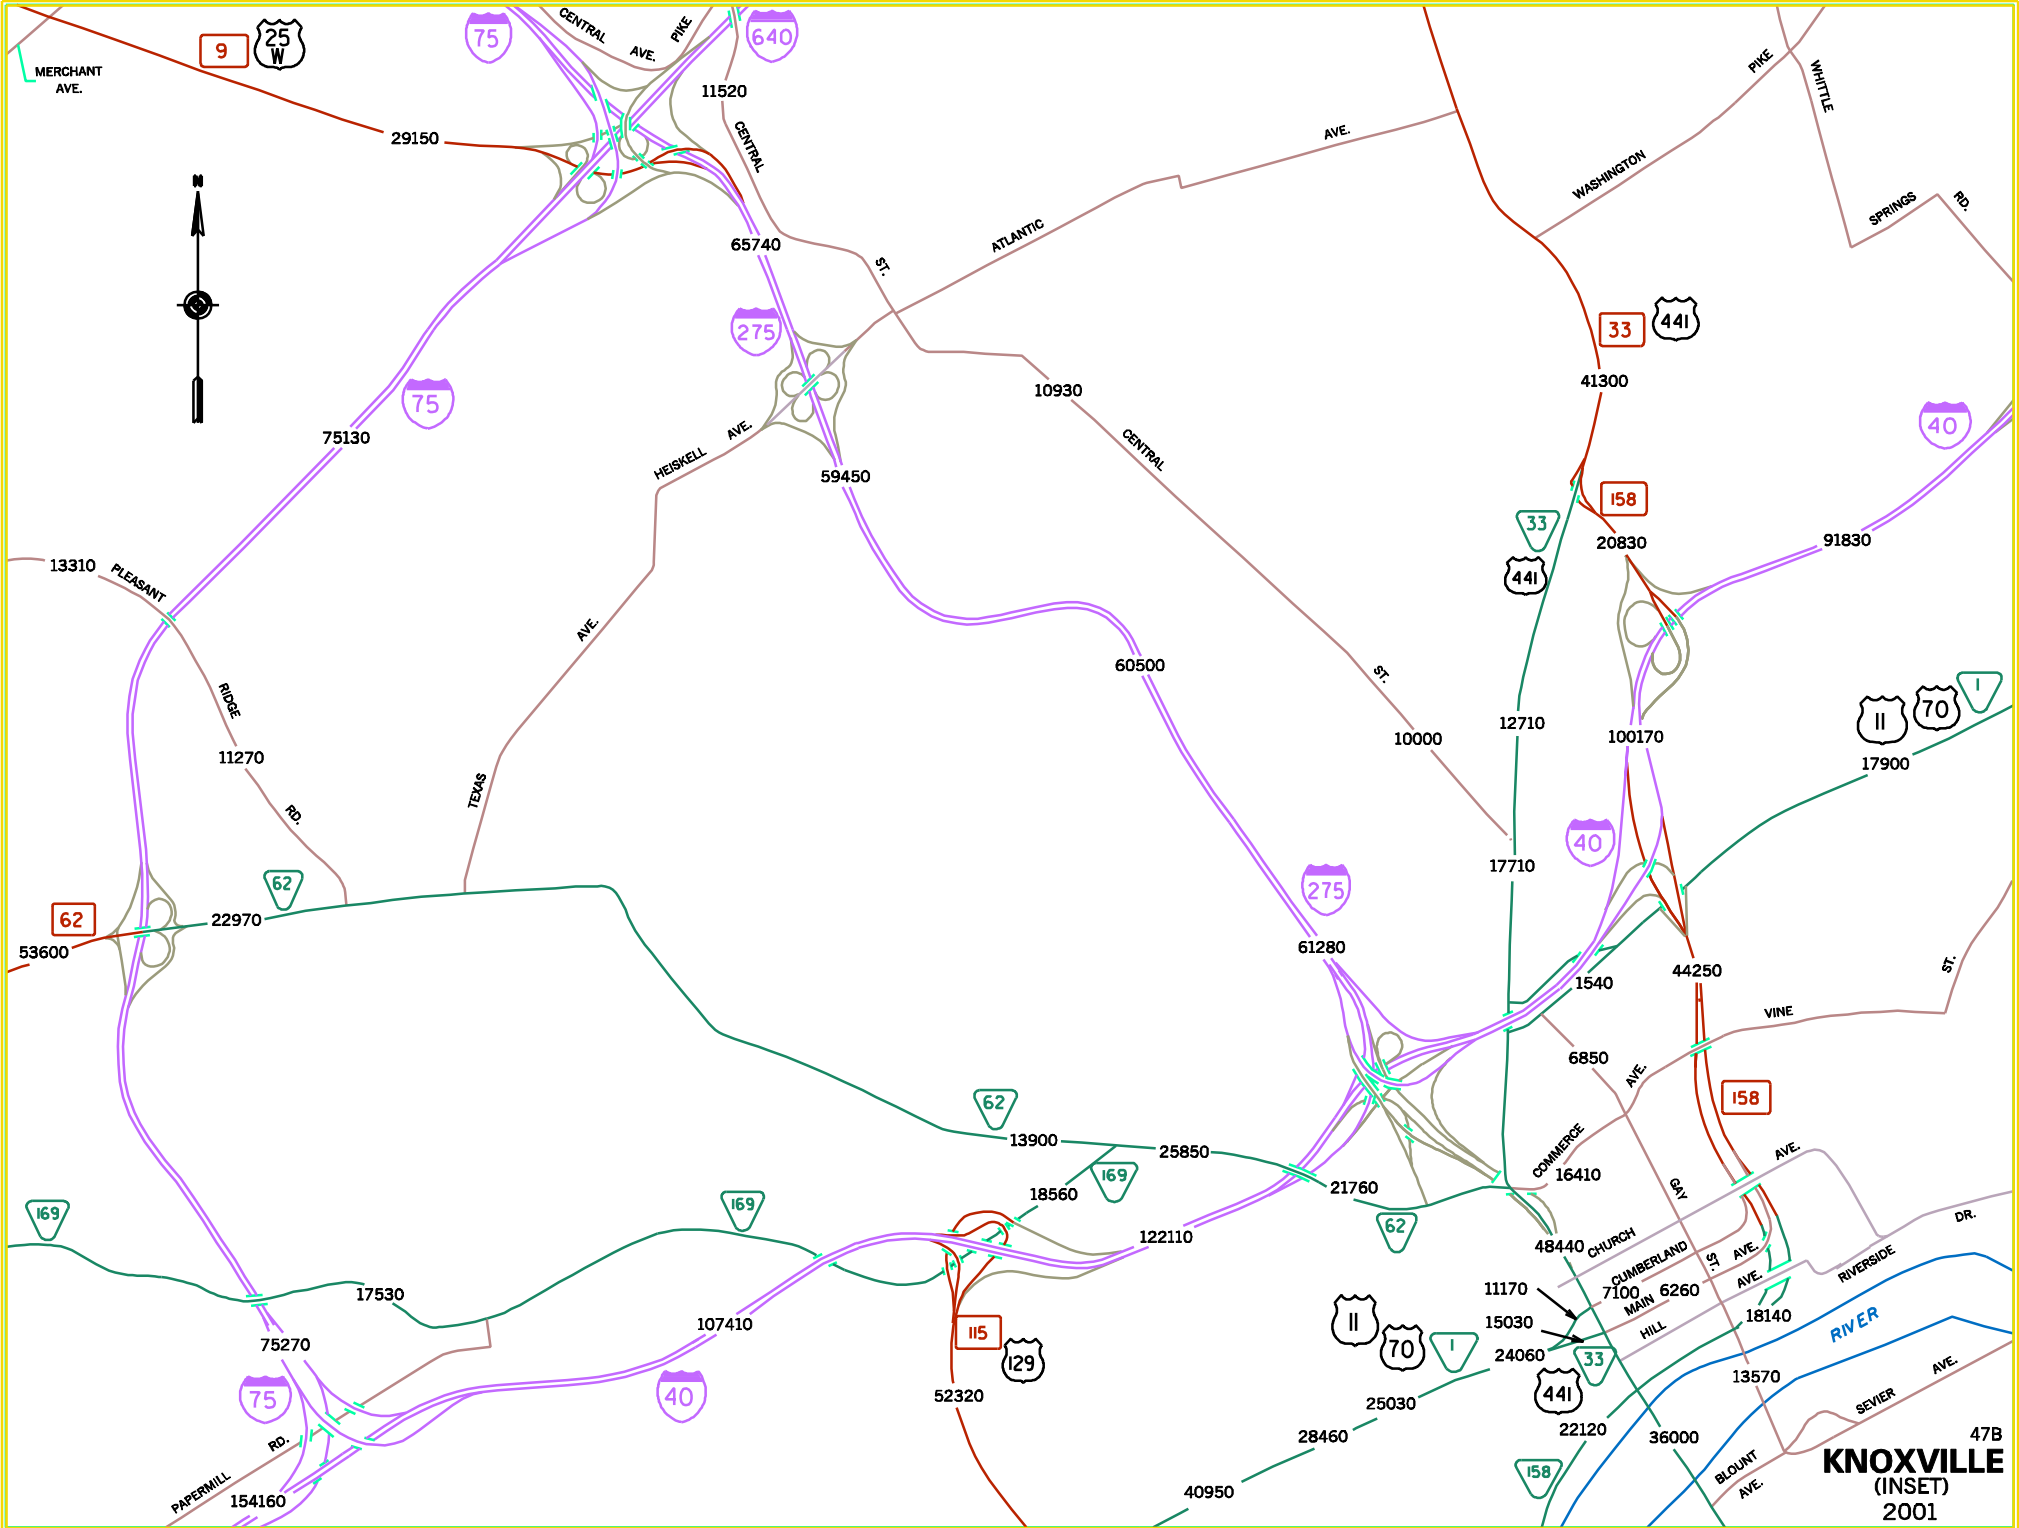 9
25
W
75
CENTRAL
AVE.
PIKE
640
MERCHANT
AVE.
29150
11520
CENTRAL
ST.
N
65740
275
75
75130
ATLANTIC
AVE.
PIKE
WASHINGTON
WHITTLE
SPRINGS
RD.
33
441
41300
40
10930
CENTRAL
HEISKELL
AVE.
59450
158
33
20830
441
91830
13310
PLEASANT
RIDGE
11270
RD.
AVE.
TEXAS
60500
ST.
10000
12710
100170
11
70
1
17900
40
17710
62
62
22970
53600
275
61280
1540
44250
ST.
VINE
6850
AVE.
158
62
13900
25850
169
18560
COMMERCE
16410
21760
62
GAY
ST.
AVE.
169
169
122110
48440
CHURCH
CUMBERLAND
AVE.
DR.
RIVERSIDE
17530
11170
7100
MAIN
6260
AVE.
15030
HILL
18140
RIVER
107410
75270
115
129
11
70
1
24060
33
441
13570
AVE.
SEVIER
75
40
52320
25030
22120
36000
28460
RD.
PAPERMILL
154160
40950
158
BLOUNT
AVE.
47B
KNOXVILLE
(INSET)
2001